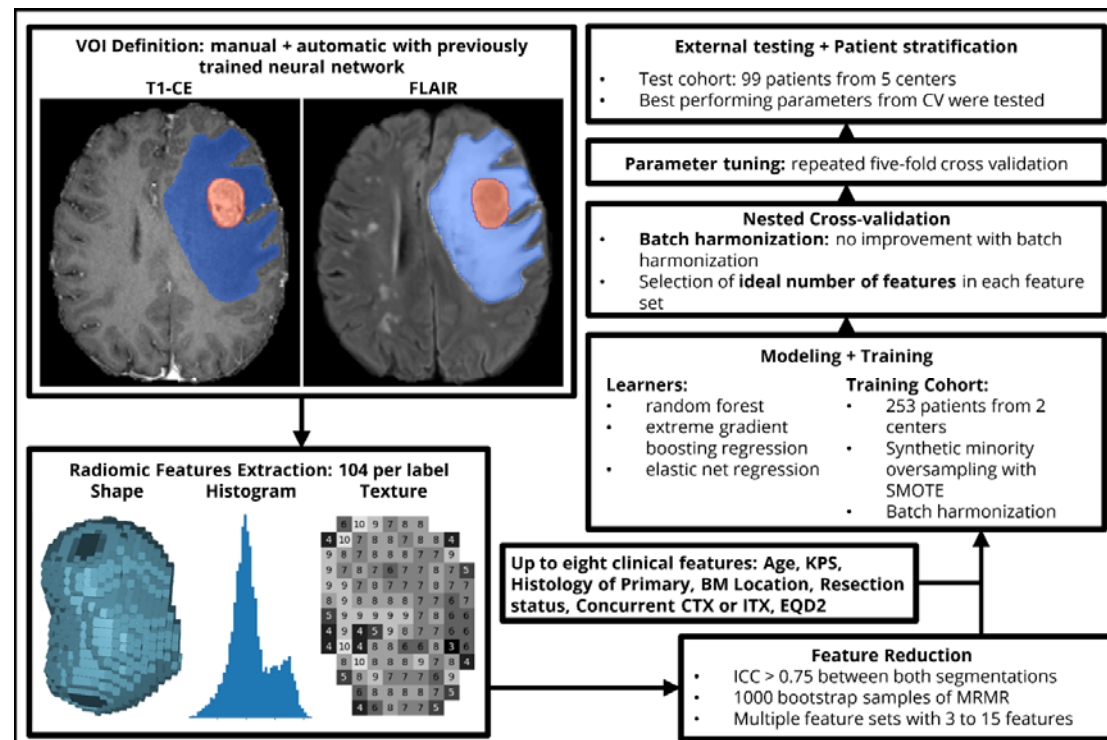 VOI Definition: manual + automatic with previously
trained neural network
T1-CE
FLAIR
Radiomic Features Extraction: 104 per label
Shape
Histogram
Texture
External testing + Patient stratification
• Test cohort: 99 patients from 5 centers
• Best performing parameters from CV were tested
Parameter tuning: repeated five-fold cross validation
Nested Cross-validation
• Batch harmonization: no improvement with batch
harmonization
• Selection of ideal number of features in each feature
set
Modeling + Training
Learners:
• random forest
• extreme gradient
boosting regression
• elastic net regression
Training Cohort:
• 253 patients from 2
centers
• Synthetic minority
oversampling with
SMOTE
• Batch harmonization
Up to eight clinical features: Age, KPS,
Histology of Primary, BM Location, Resection
status, Concurrent CTX or ITX, EQD2
Feature Reduction
• ICC > 0.75 between both segmentations
• 1000 bootstrap samples of MRMR
• Multiple feature sets with 3 to 15 features